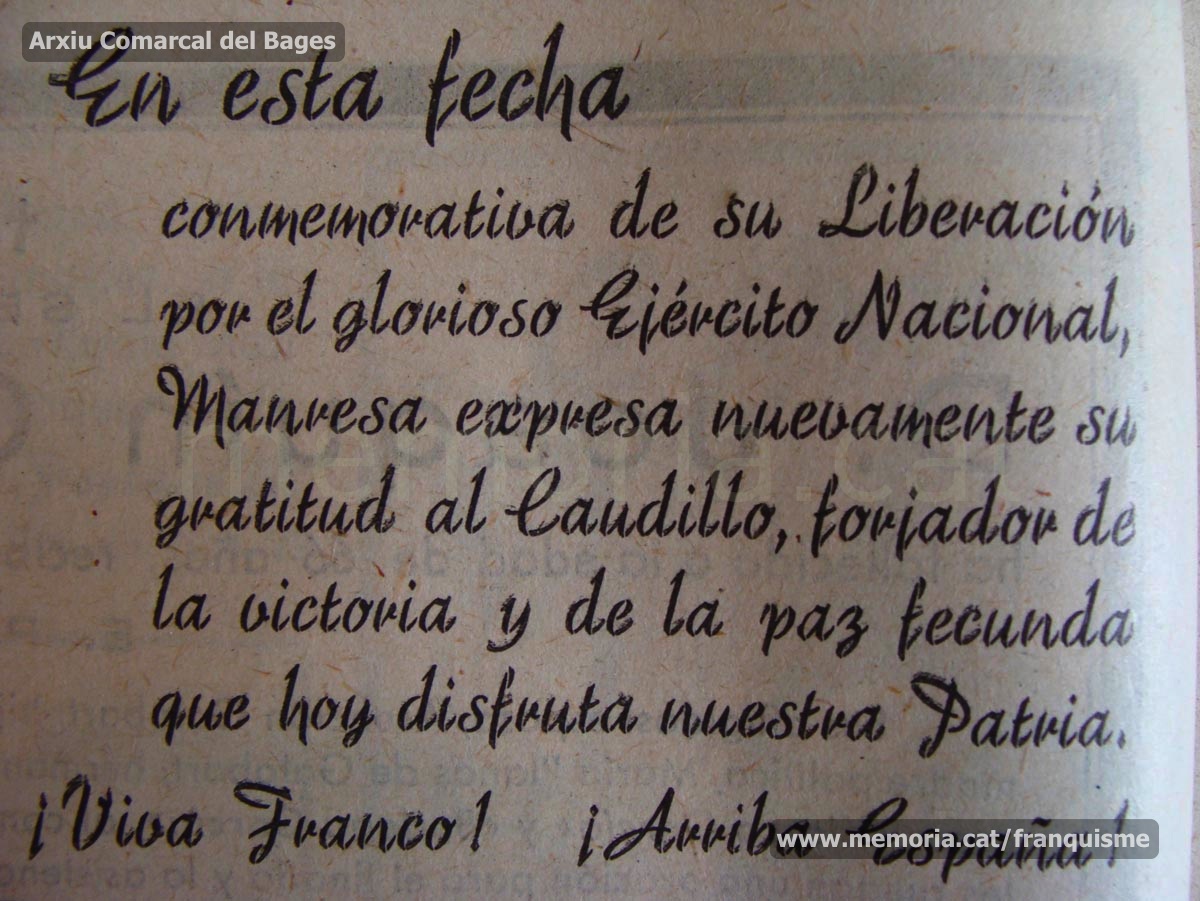 Arxiu Comarcal del Bages
En esta fecha
conmemorativa de su Liberación
por el glorioso Ejército Nacional,
Manresa expresa nuevamente su
gratitud al Caudillo, forjador de
la victoria y de la paz fecunda
que hoy disfruta nuestra Patria.
¡Viva Franco! ¡Arriba España!
www.memoria.cat/franquisme